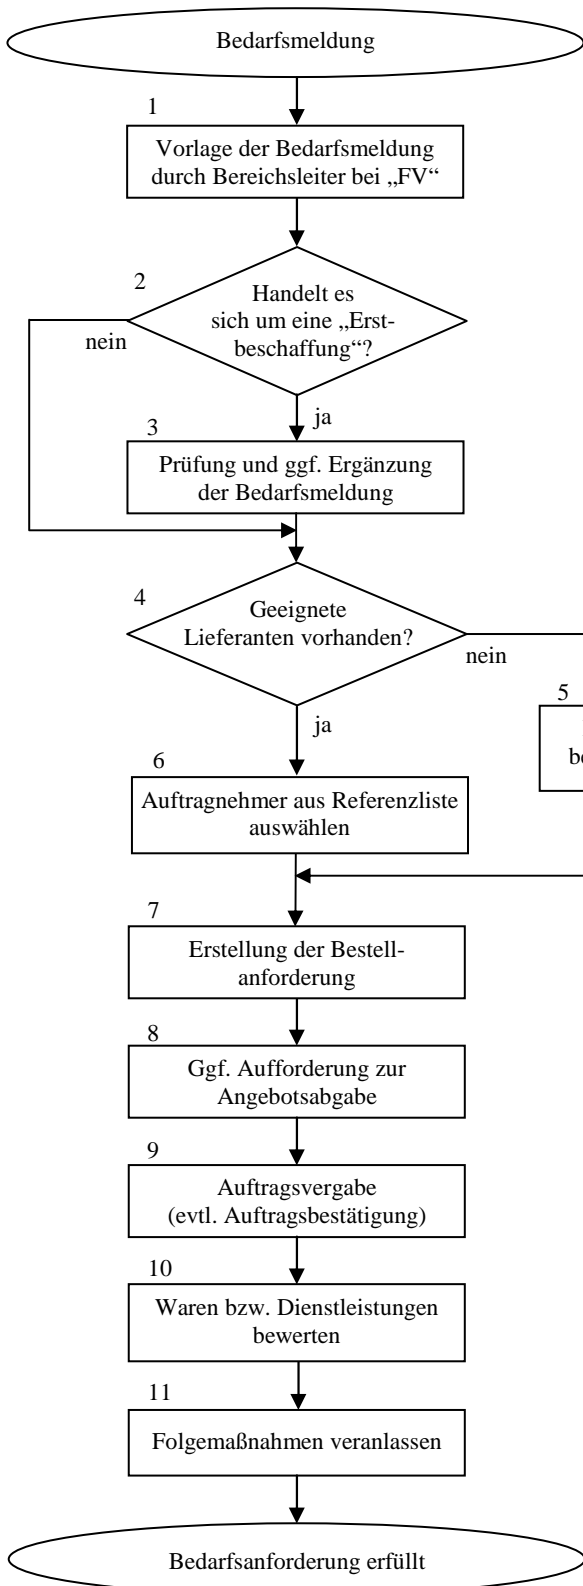 Bedarfsmeldung
1
Vorlage der Bedarfsmeldung
durch Bereichsleiter bei „FV“
2
Handelt es
sich um eine „Erst-
beschaffung“?
nein
ja
3
Prüfung und ggf. Ergänzung
der Bedarfsmeldung
4
Geeignete
Lieferanten vorhanden?
nein
ja
5
6
Auftragnehmer aus Referenzliste
auswählen
7
Erstellung der Bestell-
anforderung
8
Ggf. Aufforderung zur
Angebotsabgabe
9
Auftragsvergabe
(evtl. Auftragsbestätigung)
10
Waren bzw. Dienstleistungen
bewerten
11
Folgemaßnahmen veranlassen
Bedarfsanforderung erfüllt